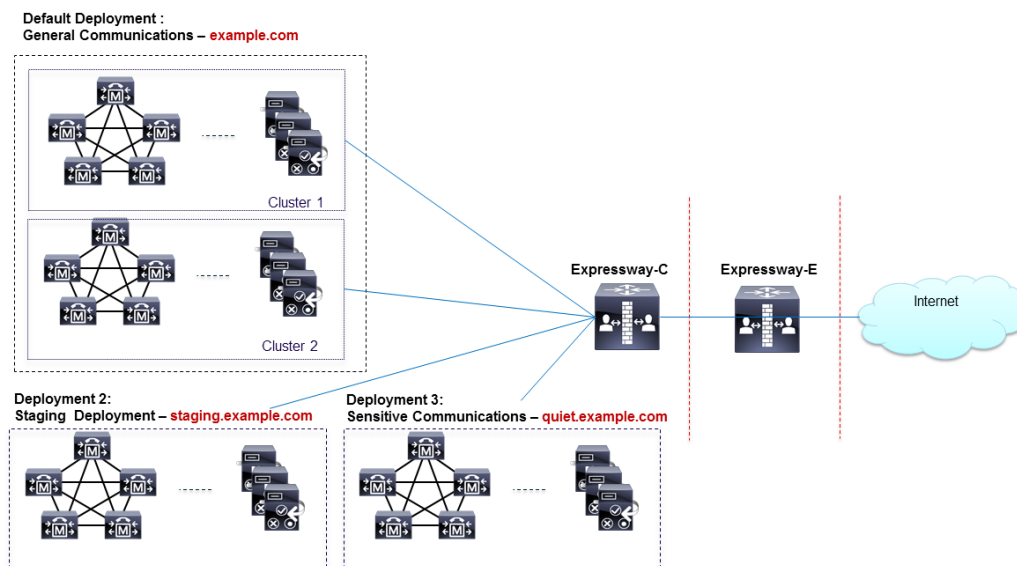 Default Deployment :
General Communications – example.com
M
M
M
M
M
Cluster 1
M
M
M
M
M
Cluster 2
Expressway-C
Expressway-E
Internet
Deployment 2:
Staging Deployment – staging.example.com
M
M
M
M
M
Deployment 3:
Sensitive Communications – quiet.example.com
M
M
M
M
M